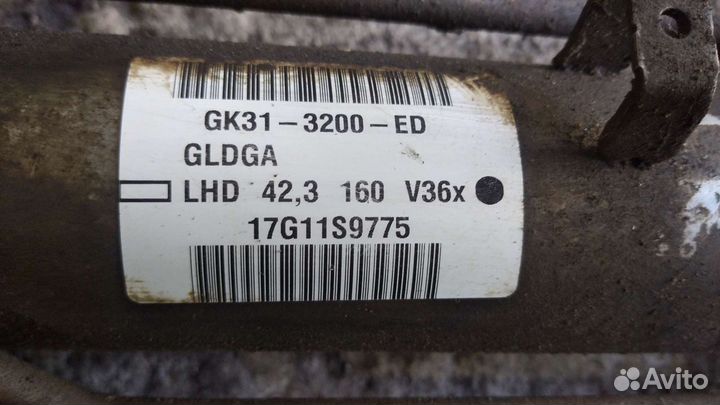 GK31-3200-ED
GLDGA
LHD 42,3 160 V36x
17G11S9775
Avito